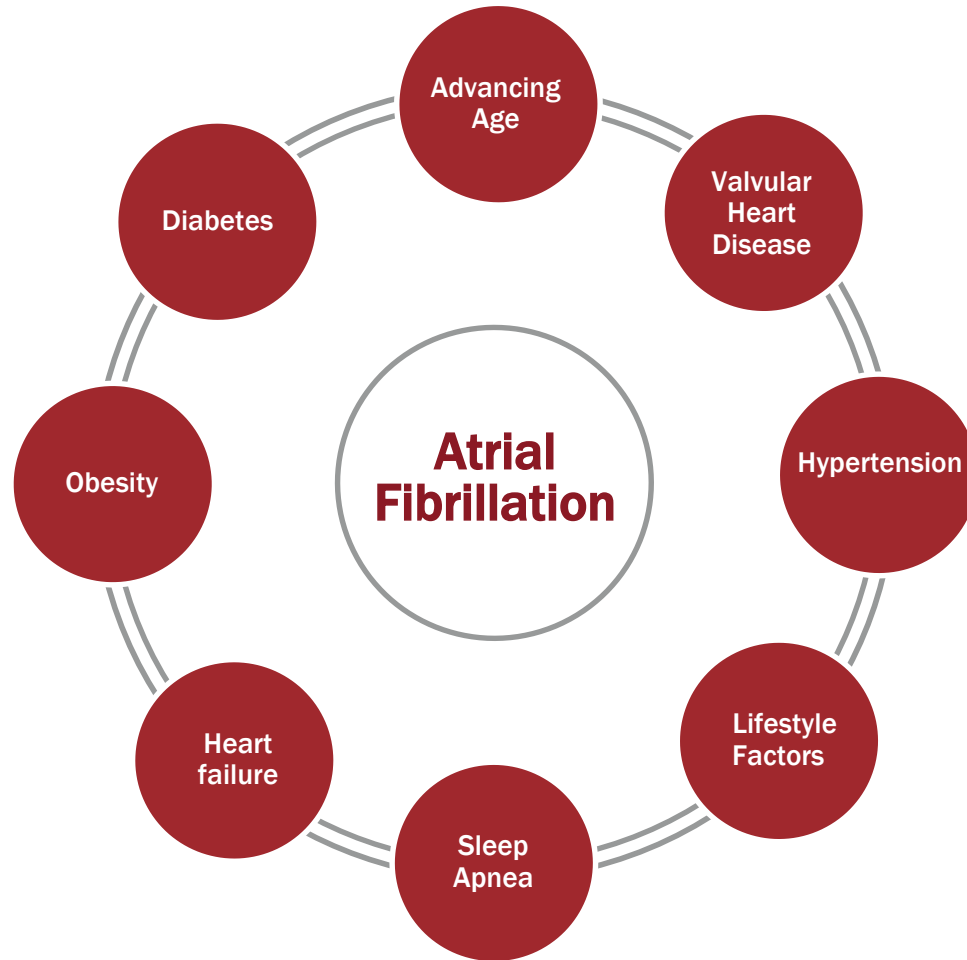 Advancing
Age
Valvular
Heart
Disease
Hypertension
Lifestyle
Factors
Sleep
Apnea
Heart
failure
Obesity
Diabetes
Atrial
Fibrillation